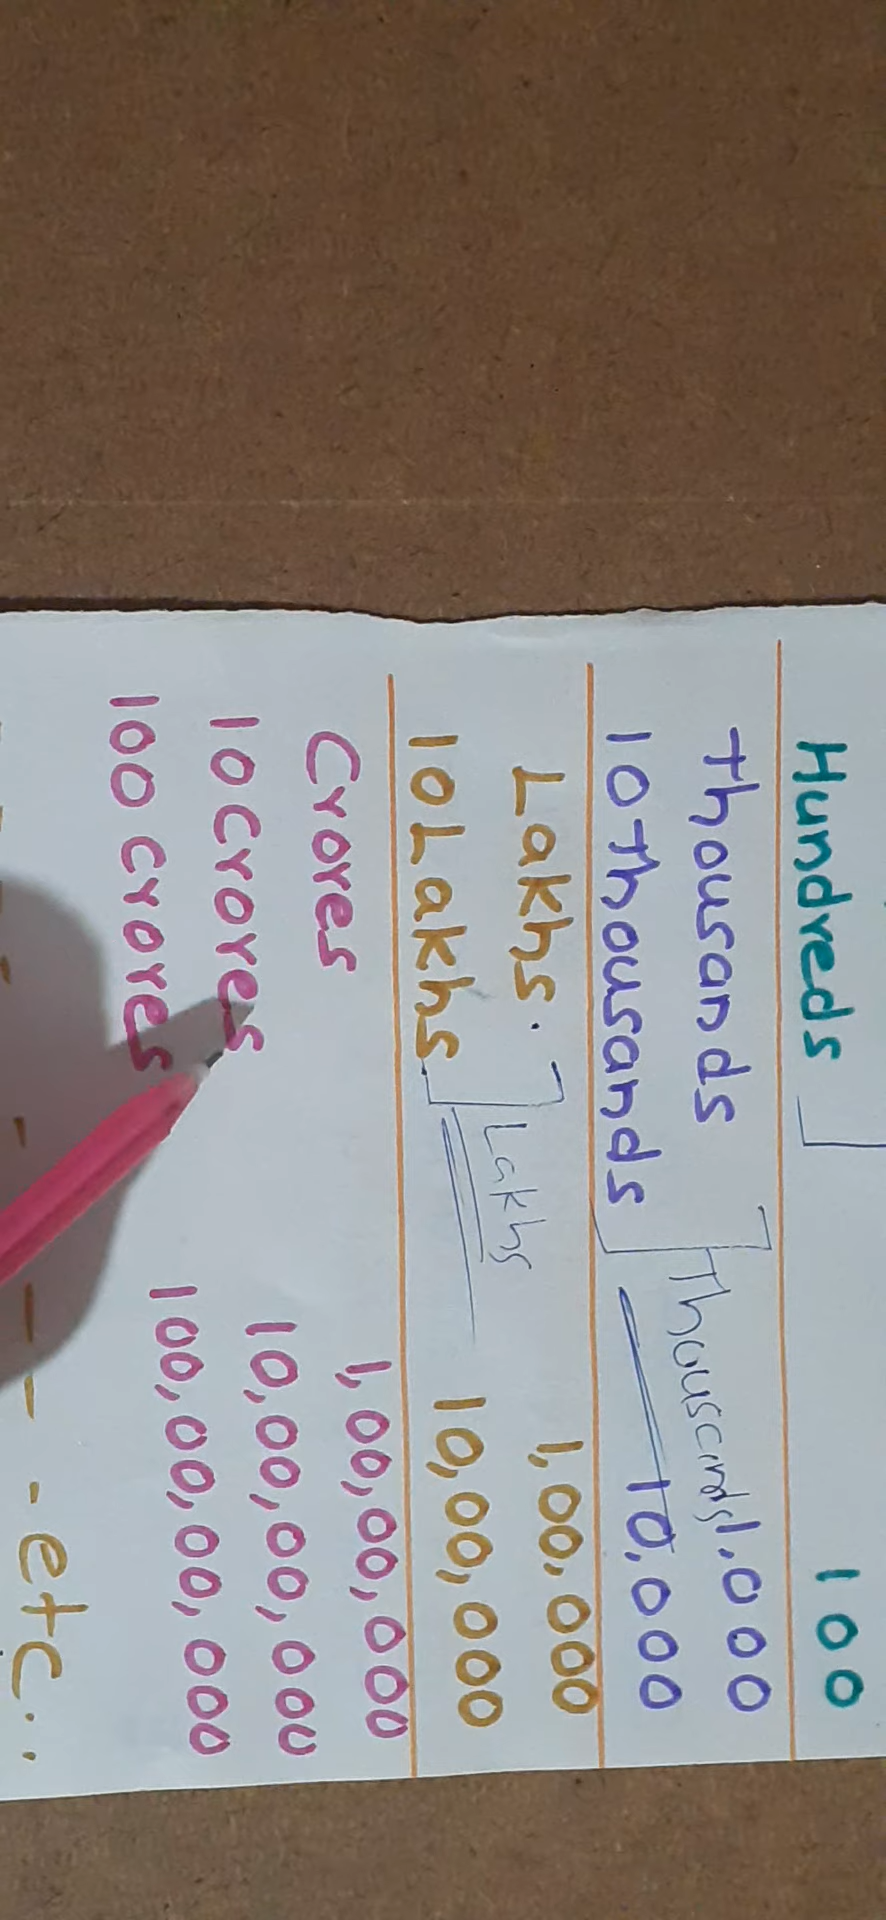 Hundreds 100
Thousands 1,000
Thousands
10 Thousands 10,000
Lakhs. 1,00,000
Lakhs
10 Lakhs 10,00,000
Crores 1,00,00,000
10 Crores 10,00,00,000
100 Crores 100,00,00,000
- - - - etc..